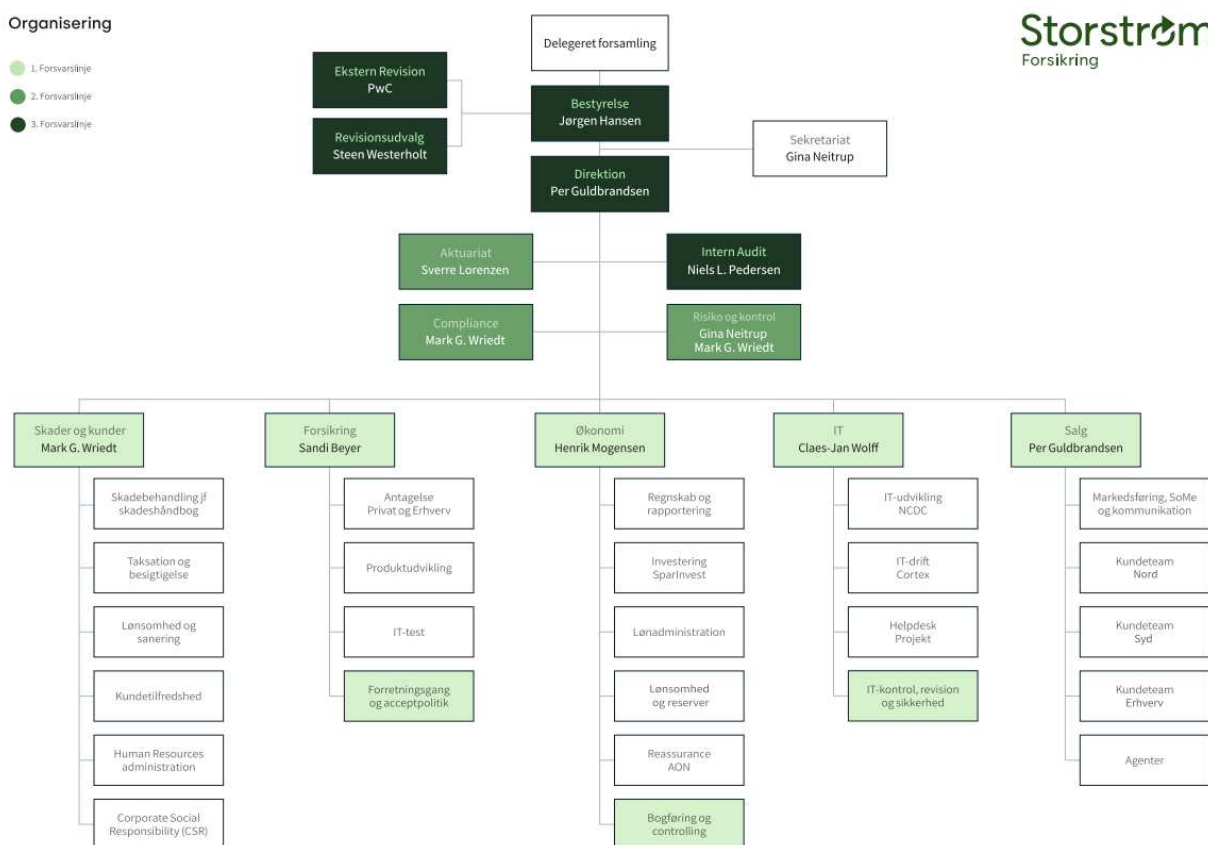 Organisering
1. Forsvarslinje
2. Forsvarslinje
3. Forsvarslinje
Storstrøm
Forsikring
Delegeret forsamling
Ekstern Revision
PwC
Bestyrelse
Jørgen Hansen
Revisionsudvalg
Steen Westerholt
Sekretariat
Gina Neitrup
Direktion
Per Guldbrandsen
Aktuariat
Sverre Lorenzen
Intern Audit
Niels L. Pedersen
Compliance
Mark G. Wriedt
Risiko og kontrol
Gina Neitrup
Mark G. Wriedt
Skader og kunder
Mark G. Wriedt
Skadebehandling jf
skadeshåndbog
Taksation og
besigtigelse
Lønsomhed og
sanering
Kundetilfredshed
Human Resources
administration
Corporate Social
Responsibility (CSR)
Forsikring
Sandi Beyer
Antagelse
Privat og Erhverv
Produktudvikling
IT-test
Forretningsgang
og acceptpolitik
Økonomi
Henrik Mogensen
Regnskab og
rapportering
Investering
SparInvest
Lønadministration
Lønsomhed
og reserver
Reassurance
AON
Bogføring og
controlling
IT
Claes-Jan Wolff
IT-udvikling
NCDC
IT-drift
Cortex
Helpdesk
Projekt
IT-kontrol, revision
og sikkerhed
Salg
Per Guldbrandsen
Markedsføring, SoMe
og kommunikation
Kundeteam
Nord
Kundeteam
Syd
Kundeteam
Erhverv
Agenter